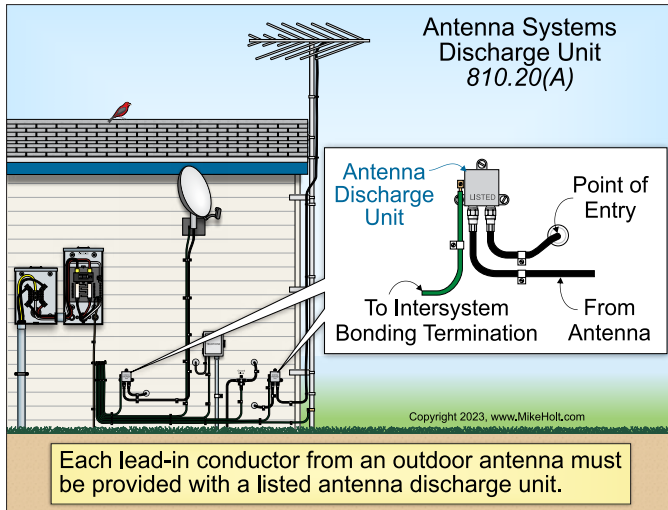 Antenna Systems
Discharge Unit
810.20(A)
Antenna
Discharge
Unit
LISTED
Point of
Entry
To Intersystem
Bonding Termination
From
Antenna
Copyright 2023, www.MikeHolt.com
Each lead-in conductor from an outdoor antenna must
be provided with a listed antenna discharge unit.